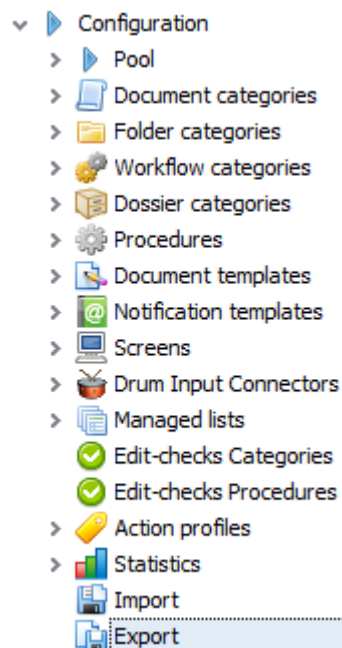 Configuration
Pool
Document categories
Folder categories
Workflow categories
Dossier categories
Procedures
Document templates
@ Notification templates
Screens
Drum Input Connectors
Managed lists
Edit-checks Categories
Edit-checks Procedures
Action profiles
Statistics
Import
Export